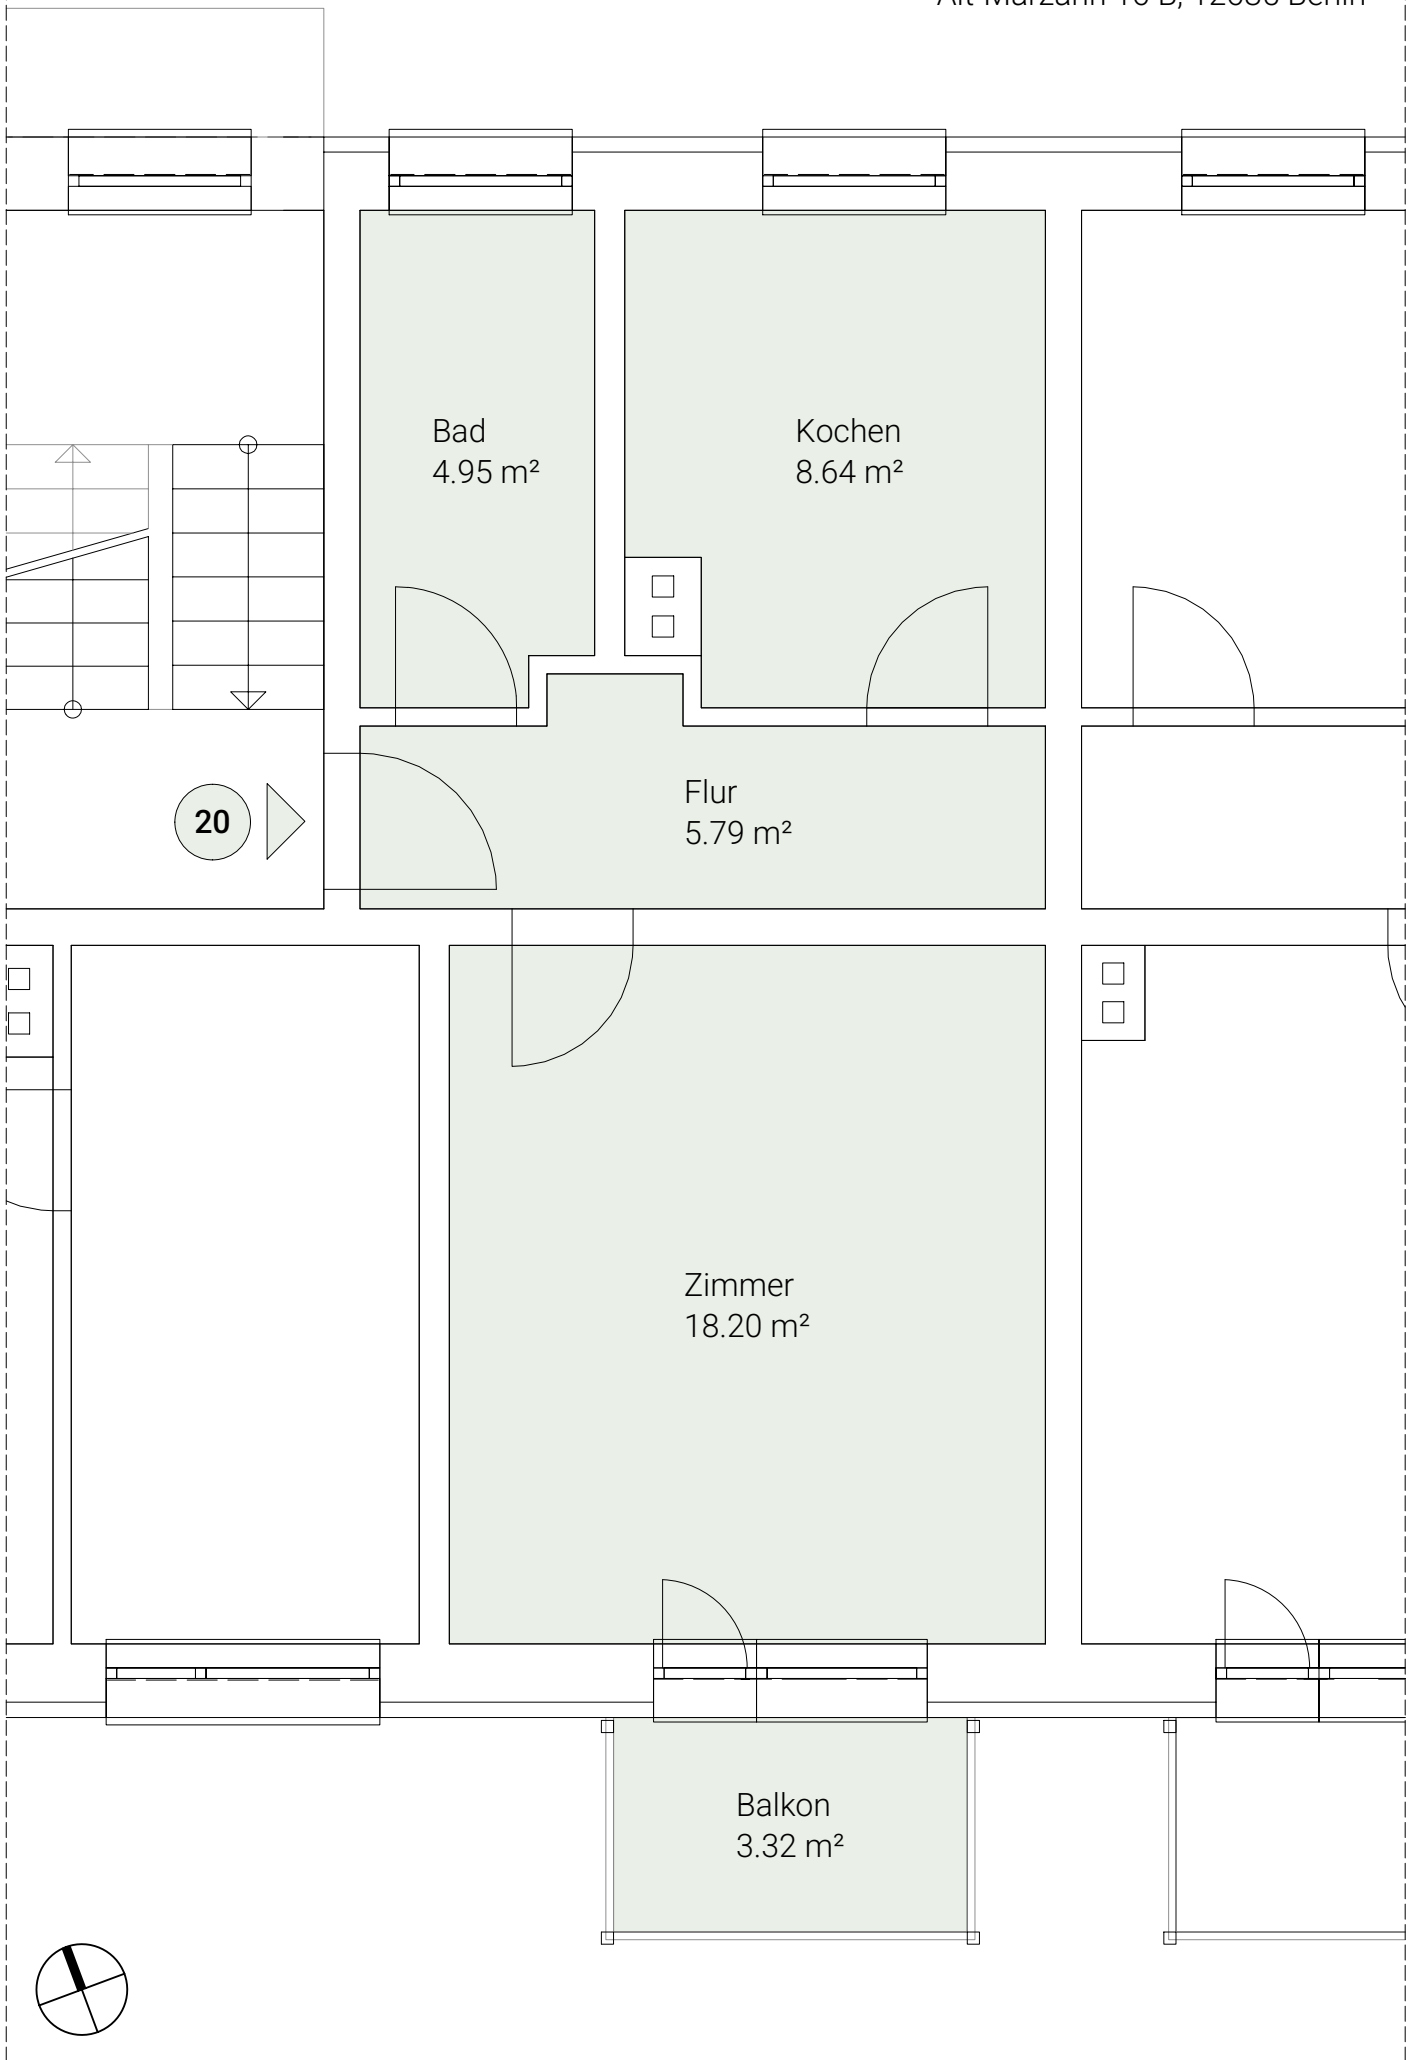 Bad
4.95 m²
Kochen
8.64 m²
20
Flur
5.79 m²
Zimmer
18.20 m²
Balkon
3.32 m²